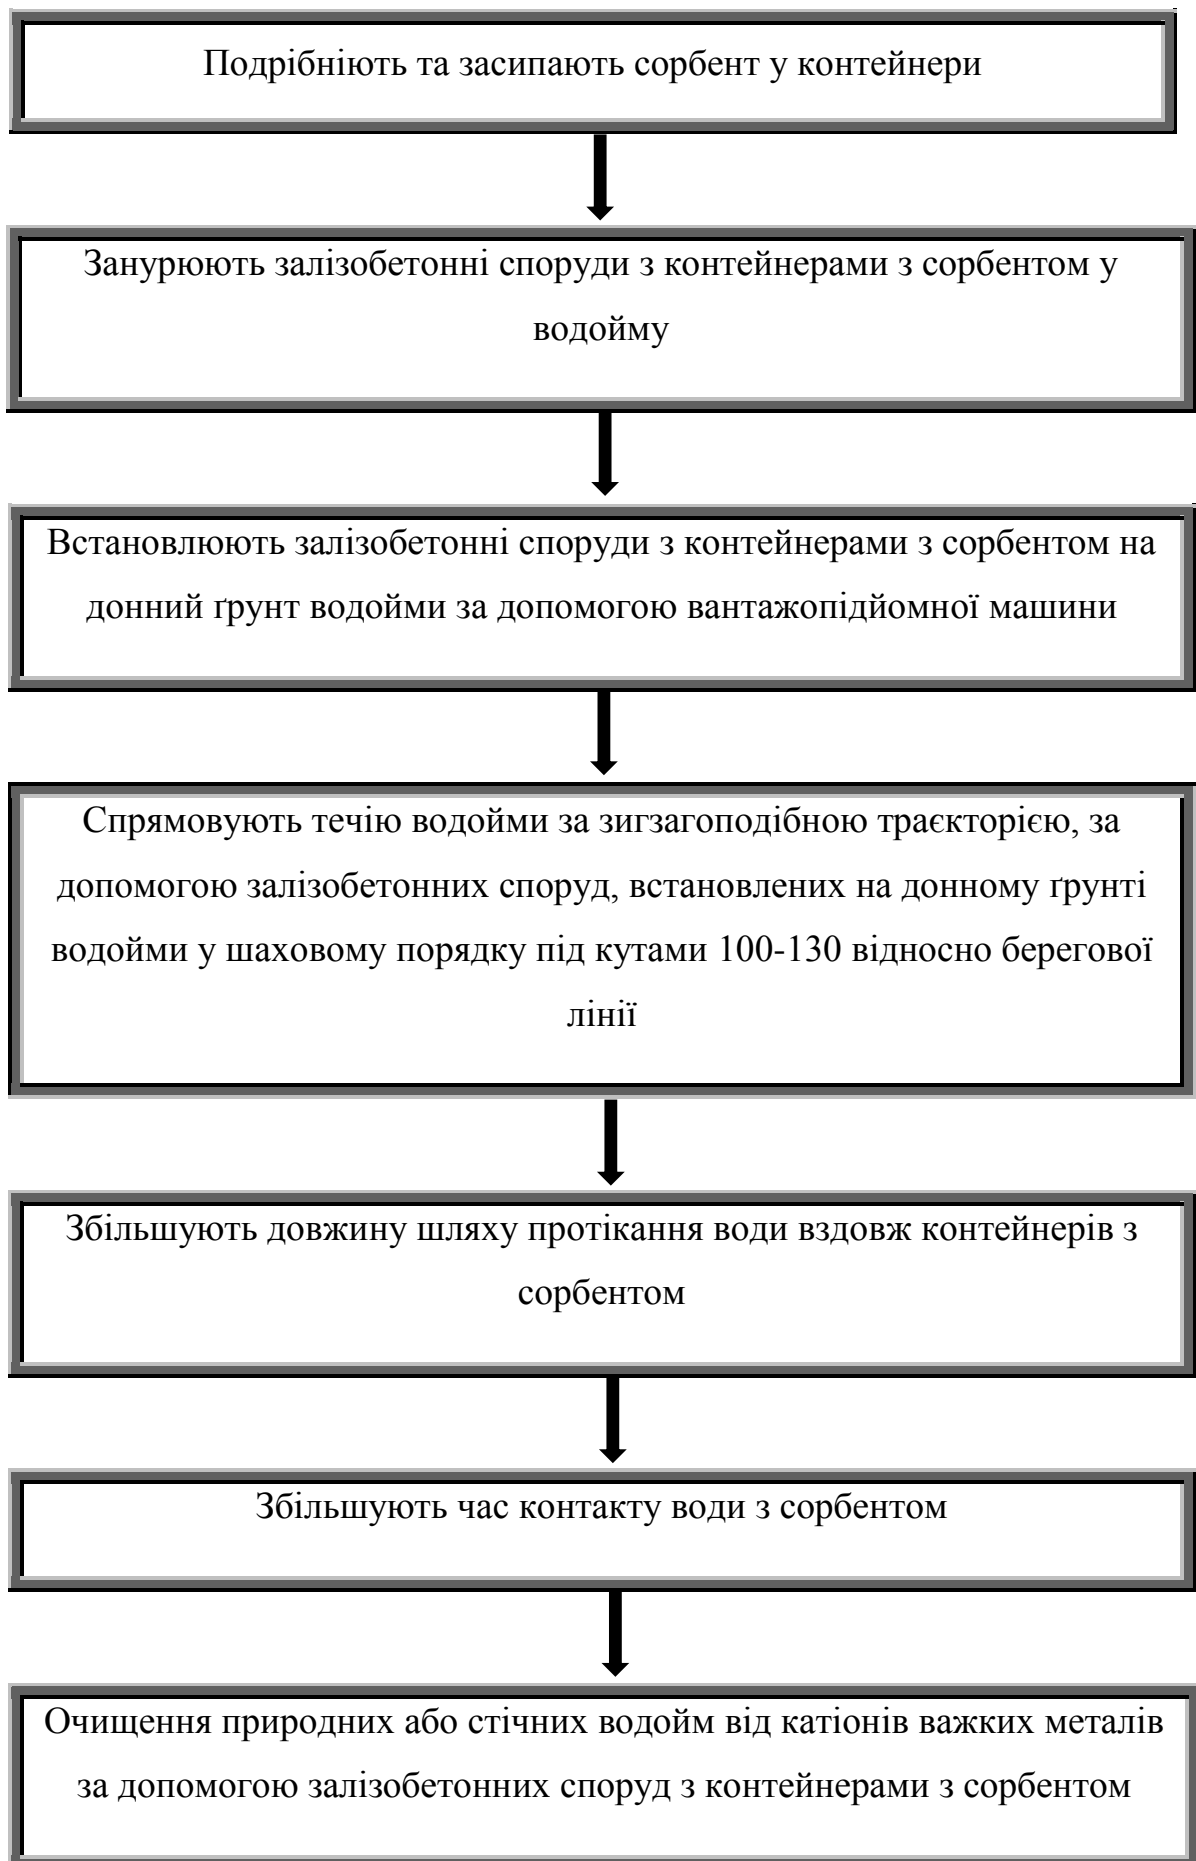 Подрібніють та засипають сорбент у контейнери
Занурюють залізобетонні споруди з контейнерами з сорбентом у
водойму
Встановлюють залізобетонні споруди з контейнерами з сорбентом на
донний ґрунт водойми за допомогою вантажопідйомної машини
Спрямовують течію водойми за зигзагоподібною траєкторією, за
допомогою залізобетонних споруд, встановлених на донному ґрунті
водойми у шаховому порядку під кутами 100-130 відносно берегової
лінії
Збільшують довжину шляху протікання води вздовж контейнерів з
сорбентом
Збільшують час контакту води з сорбентом
Очищення природних або стічних водойм від катіонів важких металів
за допомогою залізобетонних споруд з контейнерами з сорбентом